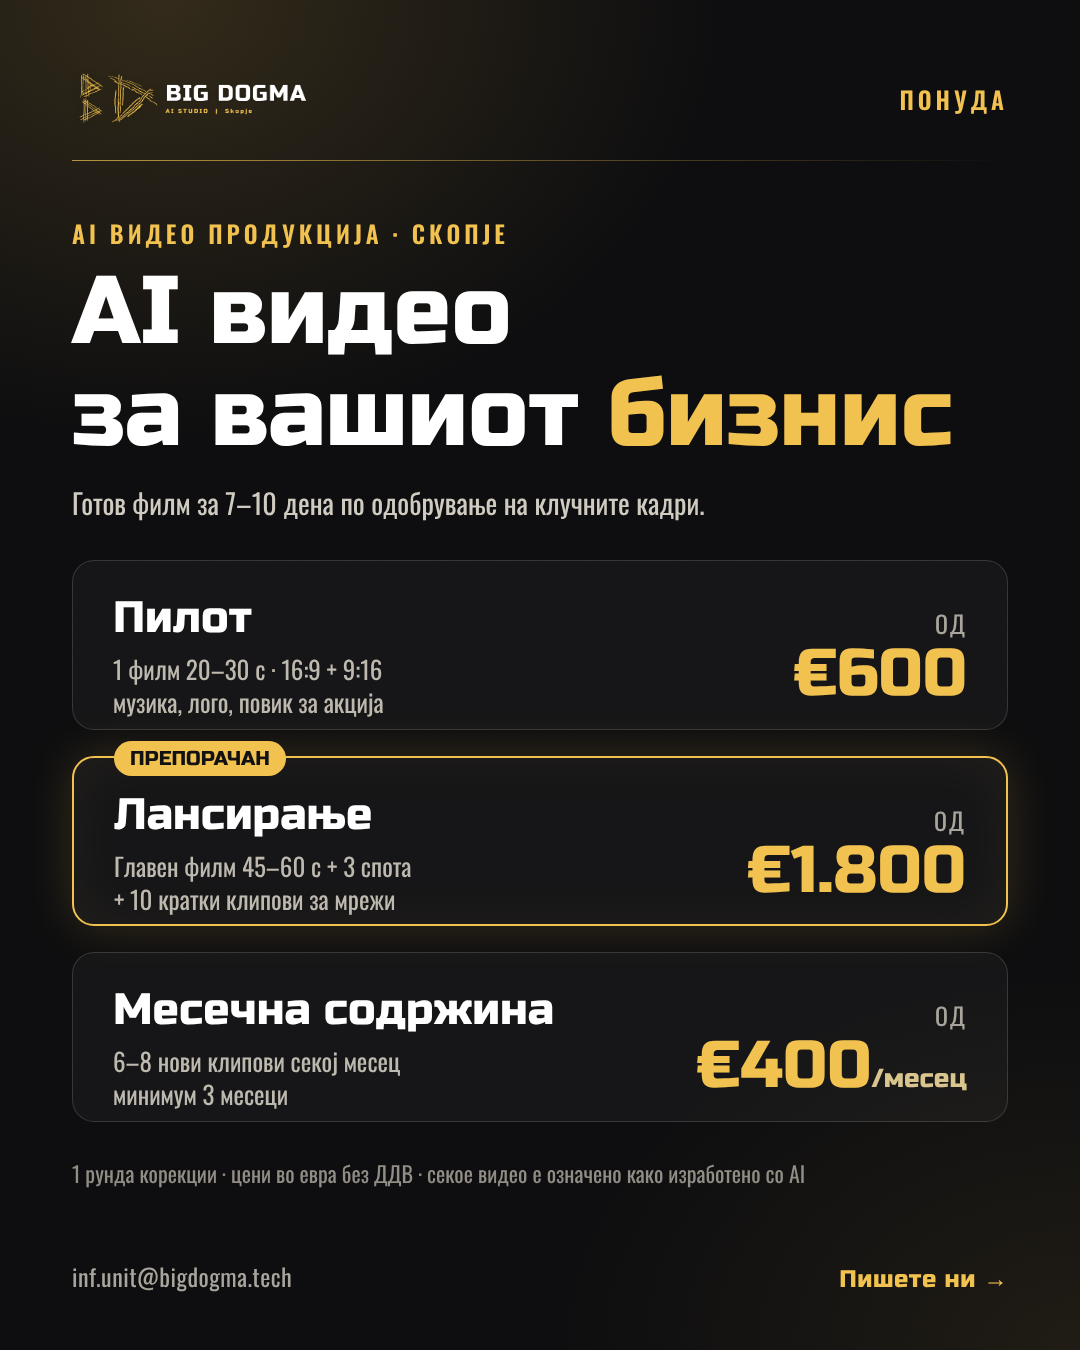 BIG DOGMA
AI STUDIO | Skopje
ПОНУДА
AI ВИДЕО ПРОДУКЦИЈА · СКОПЈЕ
AI видео
за вашиот бизнис
Готов филм за 7–10 дена по одобрување на клучните кадри.
Пилот
1 филм 20–30 с · 16:9 + 9:16
музика, лого, повик за акција
ОД
€600
ПРЕПОРАЧАН
Лансирање
Главен филм 45–60 с + 3 спота
+ 10 кратки клипови за мрежи
ОД
€1.800
Месечна содржина
6–8 нови клипови секој месец
минимум 3 месеци
ОД
€400/месец
1 рунда корекции · цени во евра без ДДВ · секое видео е означено како изработено со AI
inf.unit@bigdogma.tech
Пишете ни →